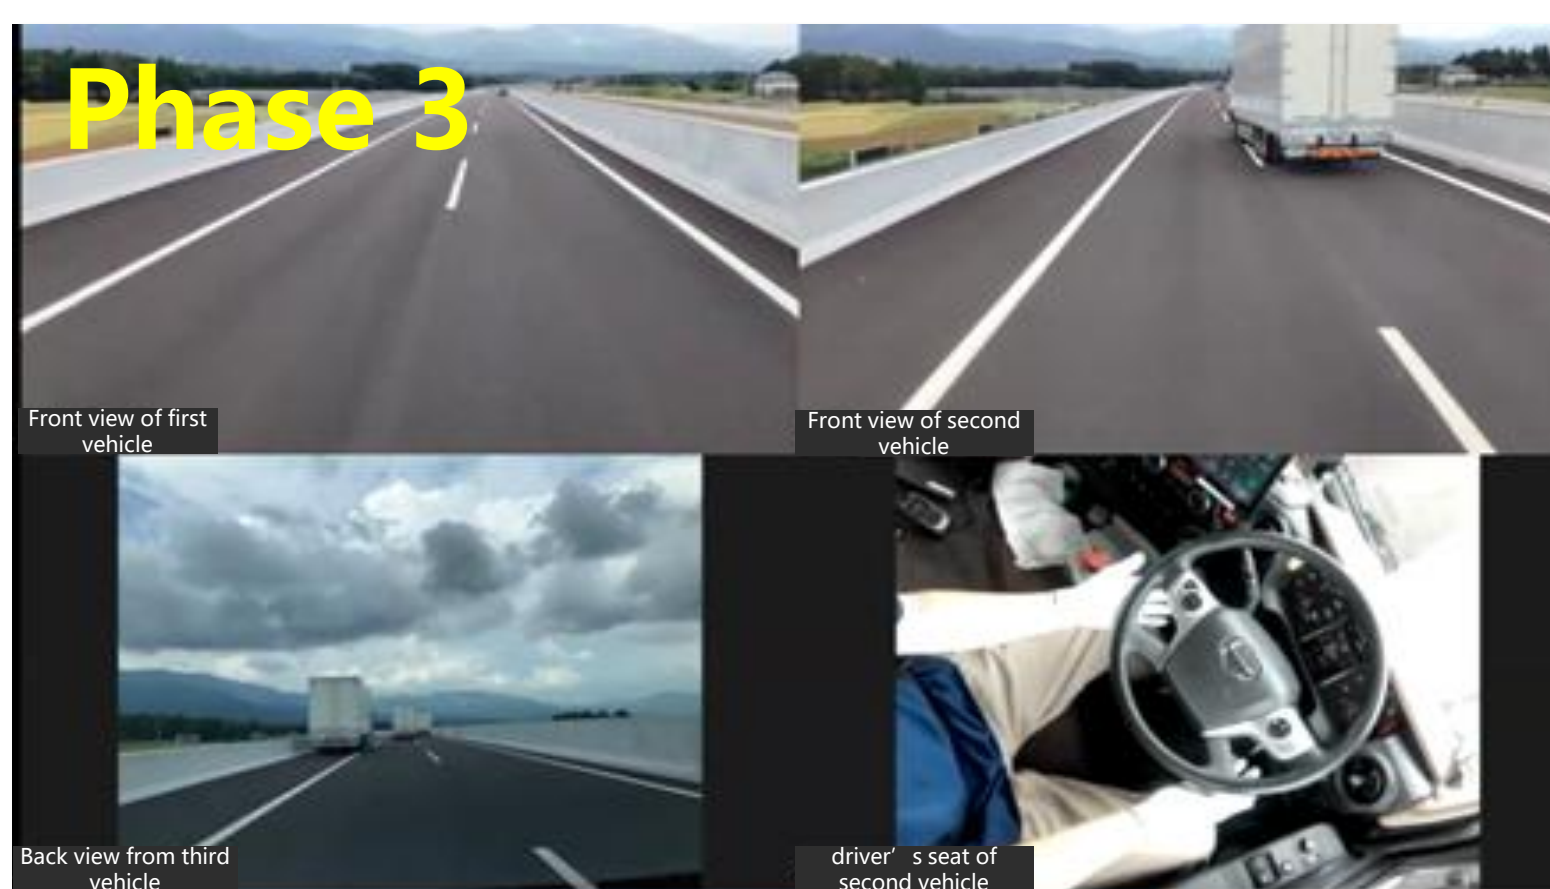 Phase 3
Front view of first
vehicle
Front view of second
vehicle
Back view from third
vehicle
driver’s seat of
second vehicle